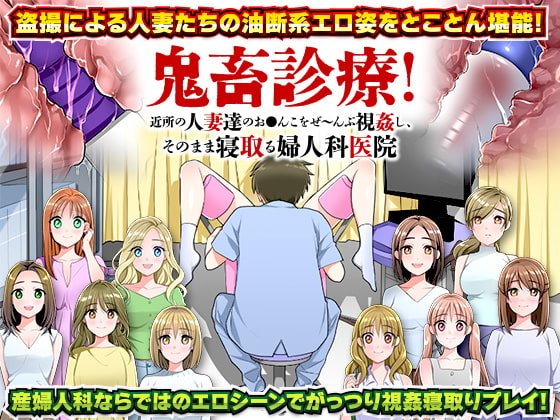 盗撮による人妻たちの油断系エロ姿をとことん堪能!
鬼畜診療!
近所の人妻達のお●んこをぜ〜んぶ視姦し、
そのまま寝取る婦人科医院
産婦人科ならではのエロシーンでがっつり視姦寝取りプレイ!